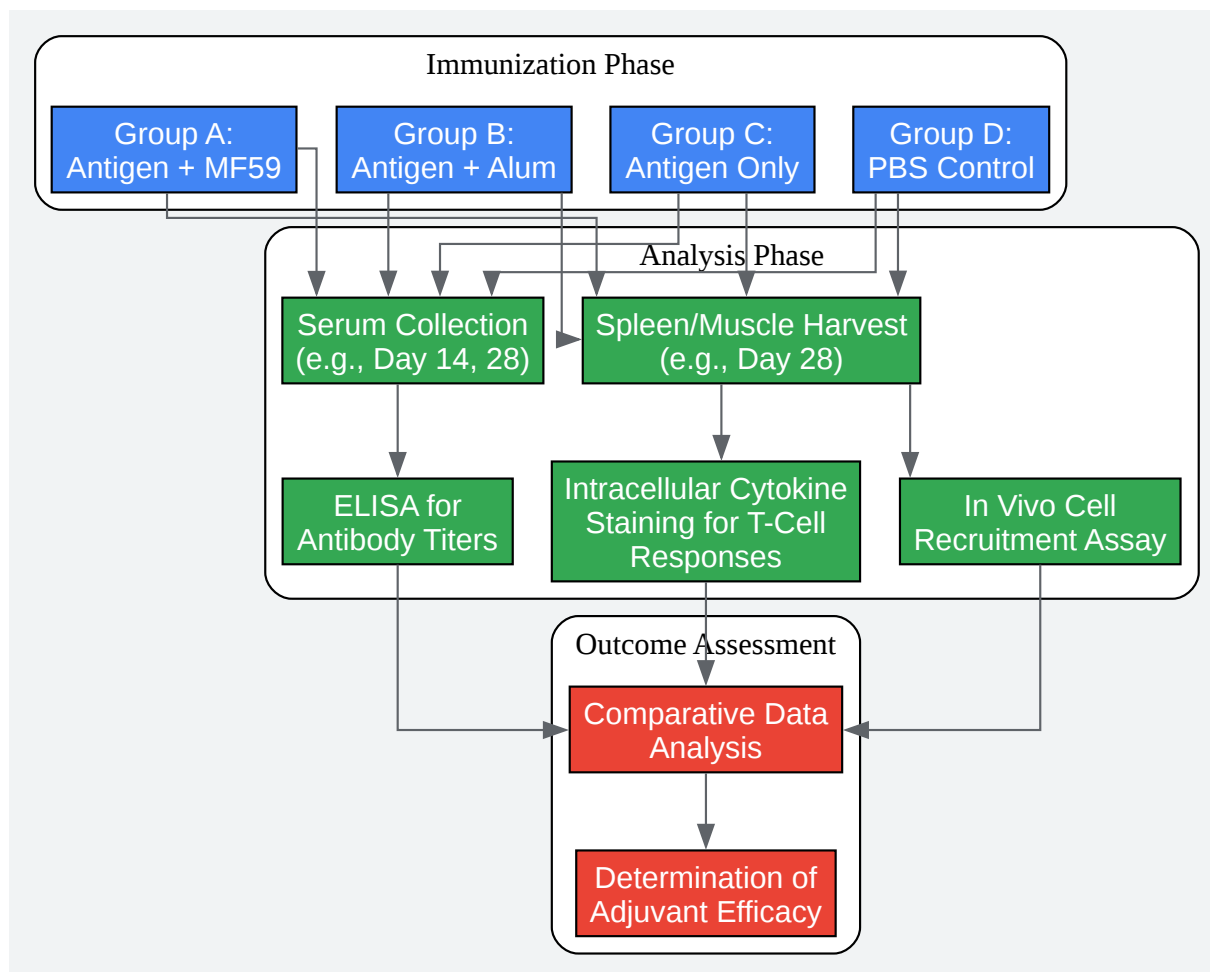 Immunization Phase
Group A:
Antigen + MF59
Group B:
Antigen + Alum
Group C:
Antigen Only
Group D:
PBS Control
Analysis Phase
Serum Collection
(e.g., Day 14, 28)
Spleen/Muscle Harvest
(e.g., Day 28)
ELISA for
Antibody Titers
Intracellular Cytokine
Staining for T-Cell
Responses
In Vivo Cell
Recruitment Assay
Outcome Assessment
Comparative Data
Analysis
Determination of
Adjuvant Efficacy